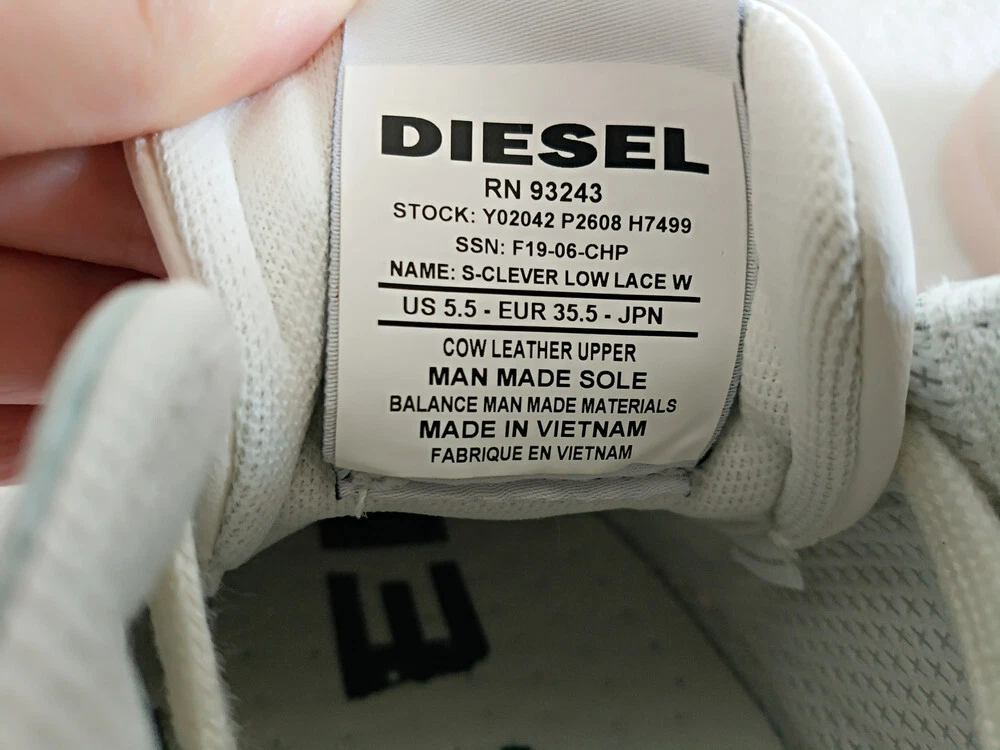 DIESEL
RN 93243
STOCK: Y02042 P2608 H7499
SSN: F19-06-CHP
NAME: S-CLEVER LOW LACE W
US 5.5 - EUR 35.5 - JPN
COW LEATHER UPPER
MAN MADE SOLE
BALANCE MAN MADE MATERIALS
MADE IN VIETNAM
FABRIQUE EN VIETNAM